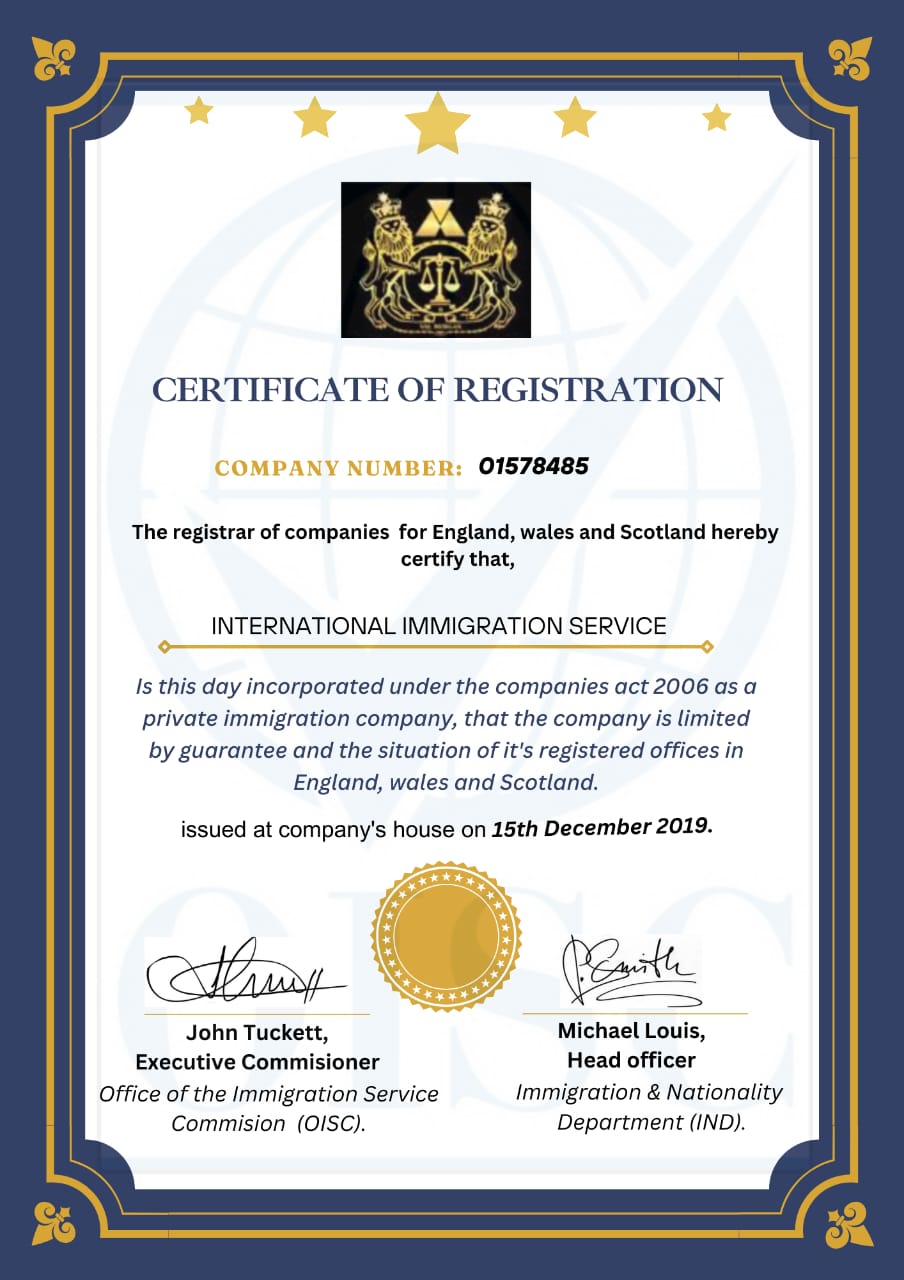 CERTIFICATE OF REGISTRATION
COMPANY NUMBER: 01578485
The registrar of companies for England, wales and Scotland hereby
certify that,
INTERNATIONAL IMMIGRATION SERVICE
Is this day incorporated under the companies act 2006 as a
private immigration company, that the company is limited
by guarantee and the situation of it's registered offices in
England, wales and Scotland.
issued at company's house on 15th December 2019.
OISC
P. Smith
John Tuckett,
Executive Commisioner
Office of the Immigration Service
Commision (OISC).
Michael Louis,
Head officer
Immigration & Nationality
Department (IND).